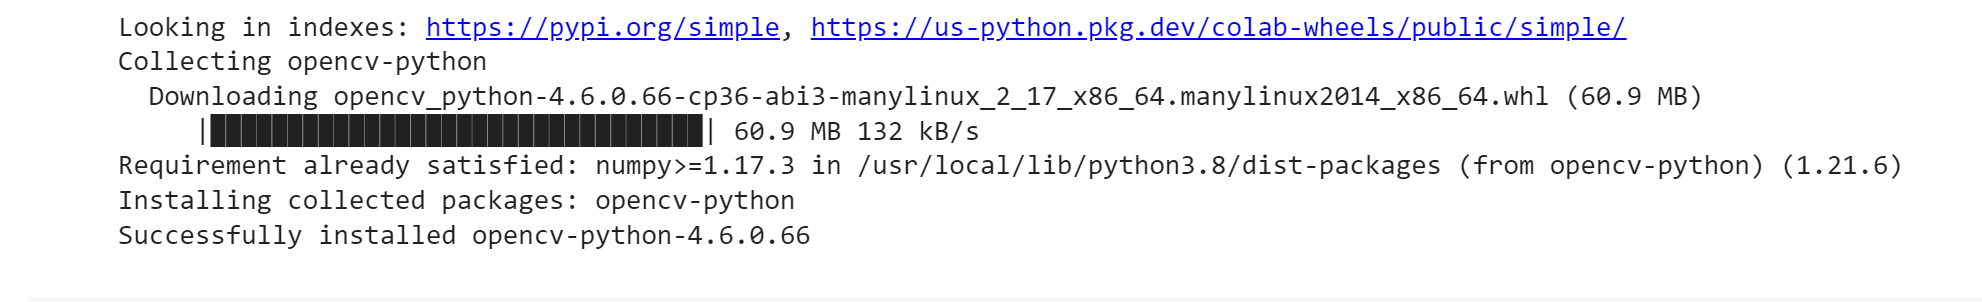 Looking in indexes: https://pypi.org/simple, https://us-python.pkg.dev/colab-wheels/public/simple/
Collecting opencv-python
Downloading opencv_python-4.6.0.66-cp36-abi3-manylinux_2_17_x86_64.manylinux2014_x86_64.whl (60.9 MB)
|████████████████████████████████| 60.9 MB 132 kB/s
Requirement already satisfied: numpy>=1.17.3 in /usr/local/lib/python3.8/dist-packages (from opencv-python) (1.21.6)
Installing collected packages: opencv-python
Successfully installed opencv-python-4.6.0.66